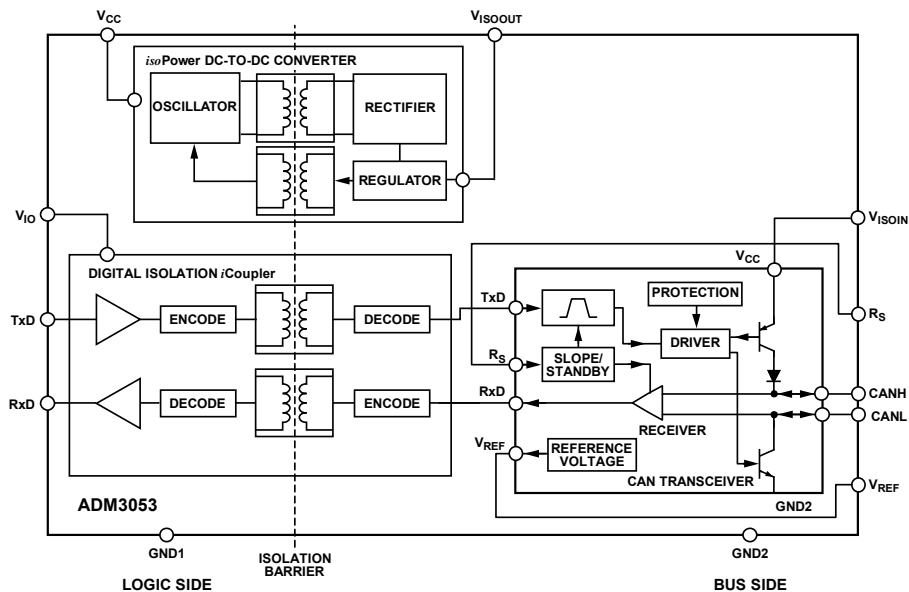 VCC
VISOOUT
isoPower DC-TO-DC CONVERTER
OSCILLATOR
RECTIFIER
REGULATOR
VIO
VISOIN
DIGITAL ISOLATION iCoupler
VCC
TxD
ENCODE
DECODE
TxD
PROTECTION
DRIVER
RS
RS
SLOPE/
STANDBY
RxD
DECODE
ENCODE
RxD
RECEIVER
CANH
CANL
VREF
REFERENCE
VOLTAGE
CAN TRANSCEIVER
VREF
GND2
ADM3053
GND1
ISOLATION
BARRIER
GND2
LOGIC SIDE
BUS SIDE